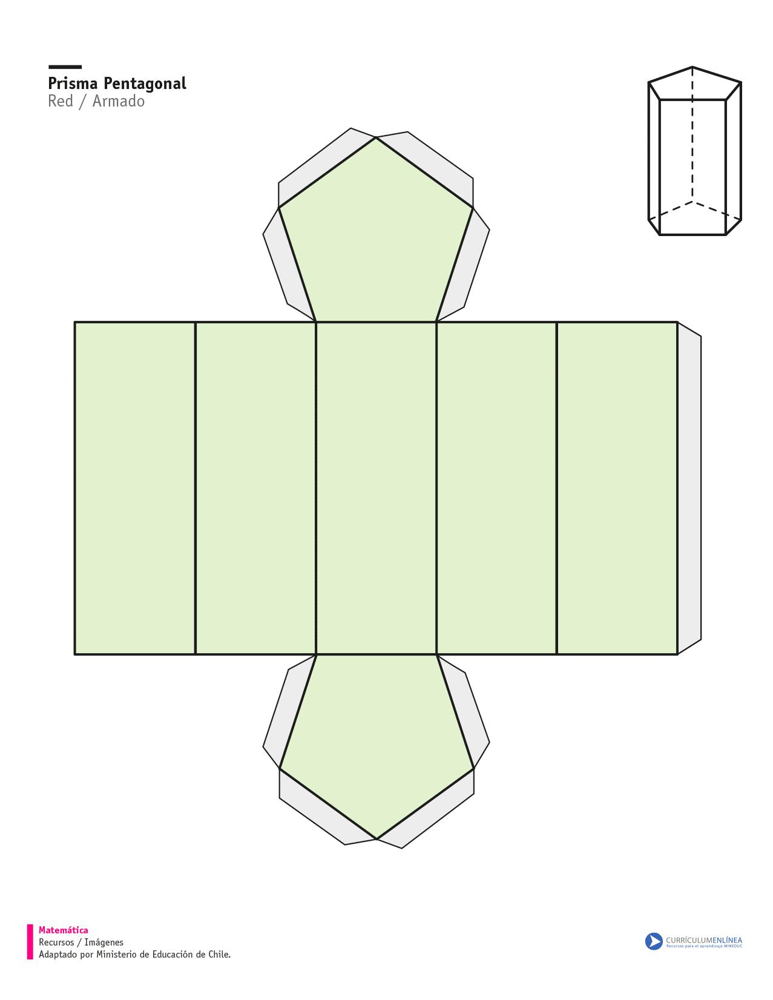 Prisma Pentagonal
Red / Armado
Matemática
Recursos / Imágenes
Adaptado por Ministerio de Educación de Chile.
CURRÍCULUMENLÍNEA
Recursos para el aprendizaje MINEDUC